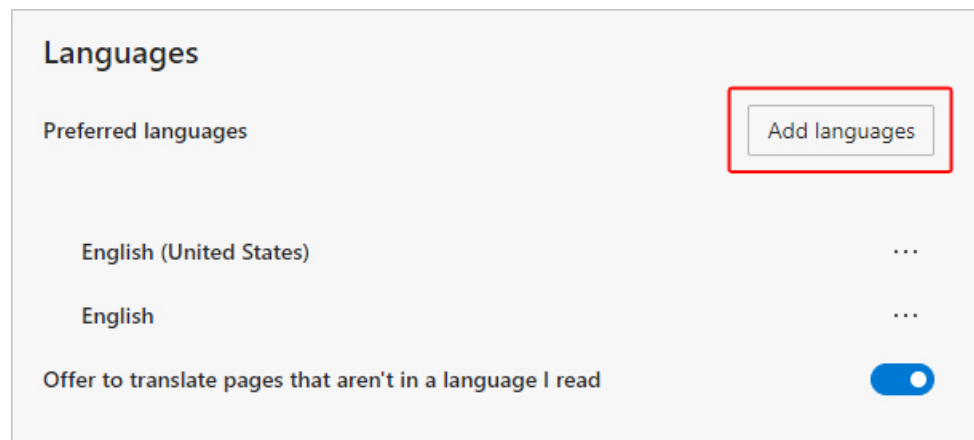 Languages
Preferred languages
Add languages
English (United States)
English
Offer to translate pages that aren't in a language I read